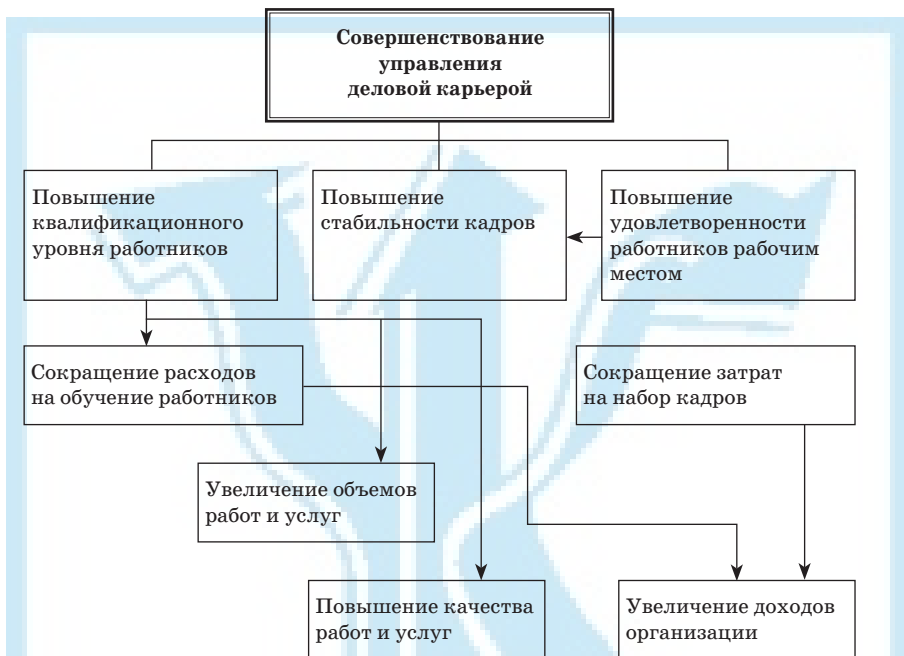 Совершенствование
управления
деловой карьерой
Повышение
квалификационного
уровня работников
Повышение
стабильности кадров
Повышение
удовлетворенности
работников рабочим
местом
Сокращение расходов
на обучение работников
Сокращение затрат
на набор кадров
Увеличение объемов
работ и услуг
Повышение качества
работ и услуг
Увеличение доходов
организации